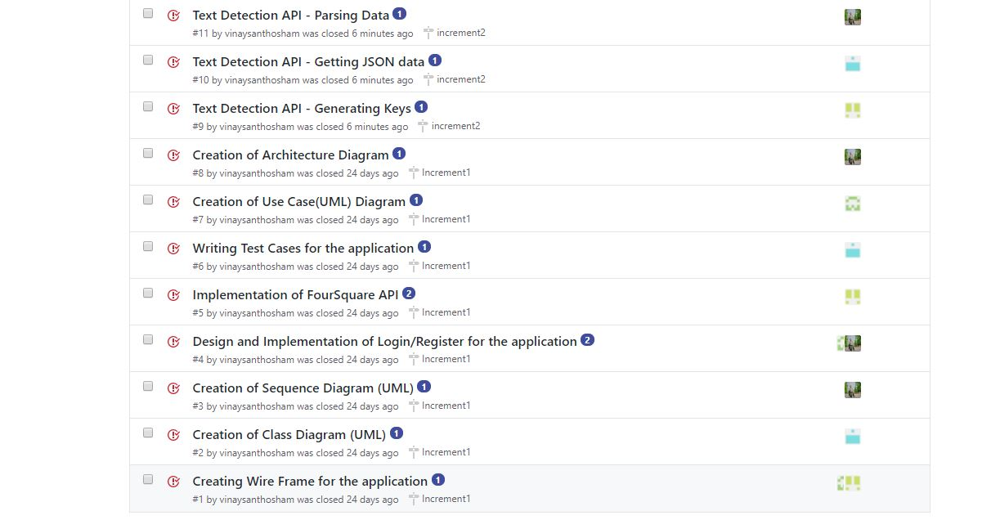 Text Detection API - Parsing Data 1
#11 by vinaysanthosham was closed 6 minutes ago increment2
Text Detection API - Getting JSON data 1
#10 by vinaysanthosham was closed 6 minutes ago increment2
Text Detection API - Generating Keys 1
#9 by vinaysanthosham was closed 6 minutes ago increment2
Creation of Architecture Diagram 1
#8 by vinaysanthosham was closed 24 days ago Increment1
Creation of Use Case(UML) Diagram 1
#7 by vinaysanthosham was closed 24 days ago Increment1
Writing Test Cases for the application 1
#6 by vinaysanthosham was closed 24 days ago Increment1
Implementation of FourSquare API 2
#5 by vinaysanthosham was closed 24 days ago Increment1
Design and Implementation of Login/Register for the application 2
#4 by vinaysanthosham was closed 24 days ago Increment1
Creation of Sequence Diagram (UML) 1
#3 by vinaysanthosham was closed 24 days ago Increment1
Creation of Class Diagram (UML) 1
#2 by vinaysanthosham was closed 24 days ago Increment1
Creating Wire Frame for the application 1
#1 by vinaysanthosham was closed 24 days ago Increment1